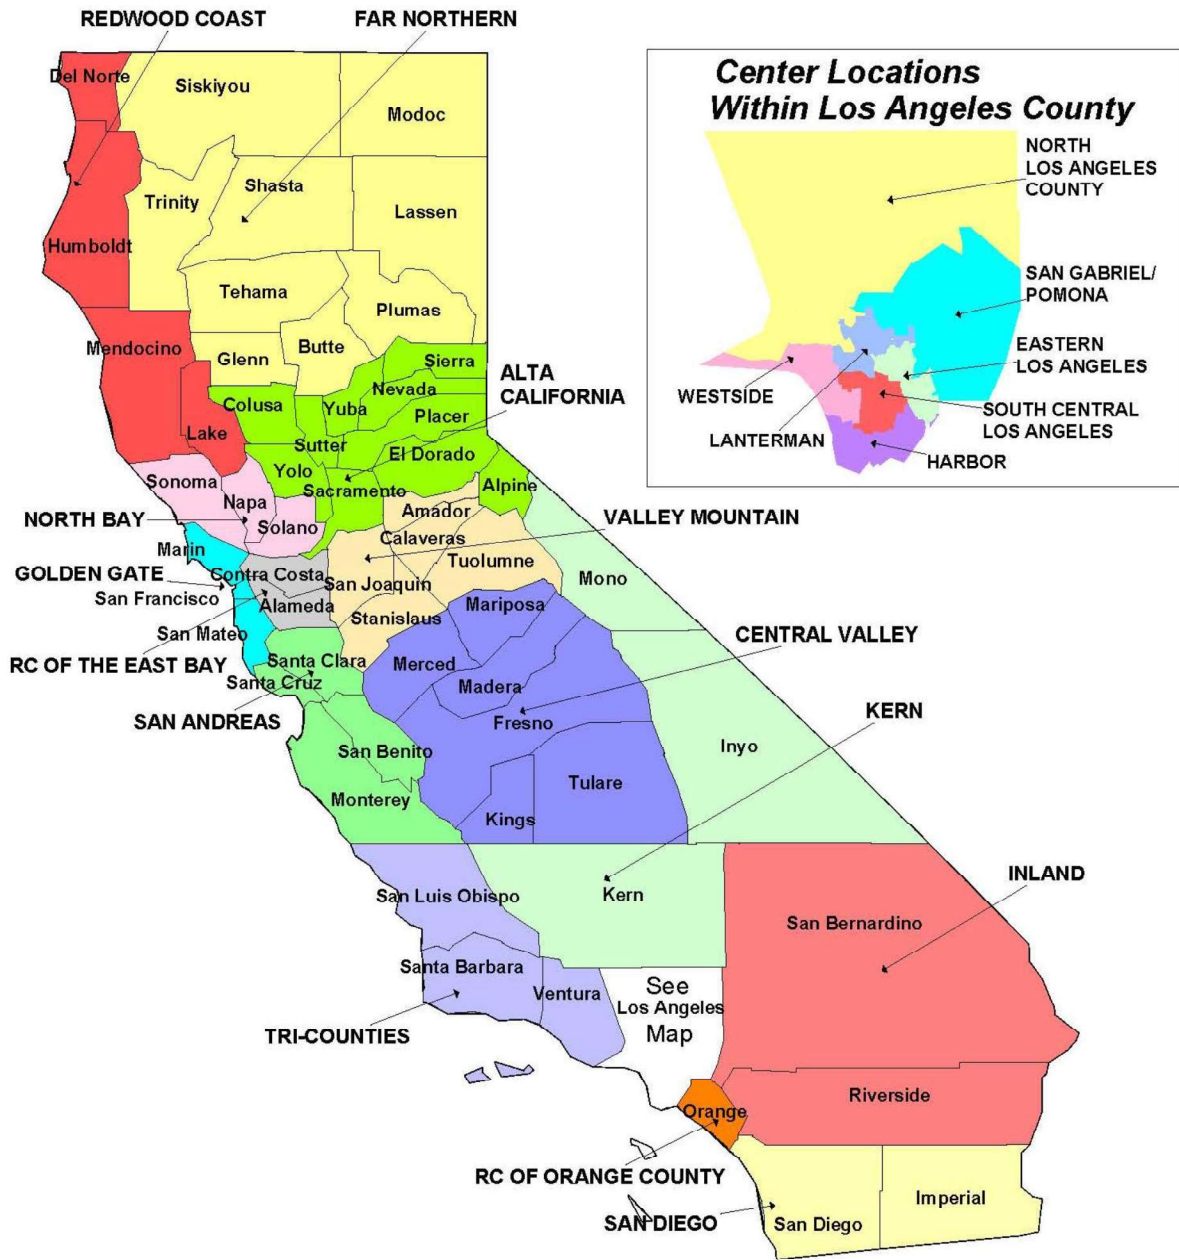 REDWOOD COAST
FAR NORTHERN
Del Norte
Siskiyou
Modoc
Trinity
Shasta
Lassen
Humboldt
Tehama
Plumas
Mendocino
Glenn
Butte
Sierra
Nevada
Colusa
Yuba
Placer
Lake
Sutter
El Dorado
Yolo
Sacramento
Alpine
ALTA
CALIFORNIA
Sonoma
Napa
Solano
NORTH BAY
Amador
Calaveras
Tuolumne
VALLEY MOUNTAIN
Marin
GOLDEN GATE
Contra Costa
San Joaquin
Mono
San Francisco
Alameda
Stanislaus
Mariposa
San Mateo
RC OF THE EAST BAY
Santa Clara
Merced
CENTRAL VALLEY
Santa Cruz
Madera
SAN ANDREAS
Fresno
KERN
San Benito
Inyo
Monterey
Tulare
Kings
San Luis Obispo
Kern
INLAND
San Bernardino
Santa Barbara
Ventura
See
Los Angeles
Map
TRI-COUNTIES
Orange
Riverside
RC OF ORANGE COUNTY
SAN DIEGO
San Diego
Imperial
Center Locations
Within Los Angeles County
NORTH
LOS ANGELES
COUNTY
SAN GABRIEL/
POMONA
EASTERN
LOS ANGELES
WESTSIDE
SOUTH CENTRAL
LOS ANGELES
LANTERMAN
HARBOR